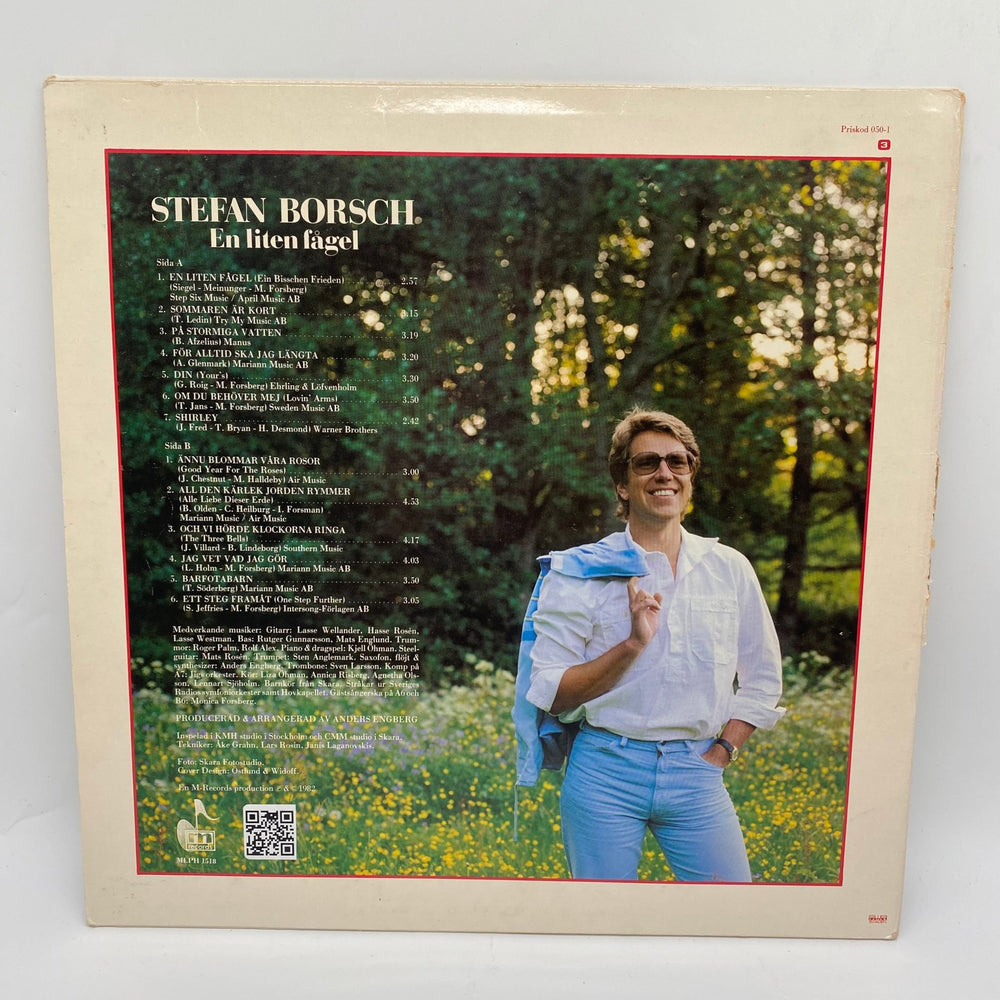 Priskod 050-1
3
STEFAN BORSCH
En liten fågel
Sida A
1. EN LITEN FÅGEL (Ein Bisschen Frieden) 2.57
(Siegel - Meinunger - M. Forsberg)
Step Six Music / April Music AB
2. SOMMAREN ÄR KORT 3.15
(T. Ledin) Try My Music AB
3. PÅ STORMIGA VATTEN 3.19
(B. Afzelius) Manus
4. FÖR ALLTID SKA JAG LÄNGTA 3.20
(A. Glenmark) Mariann Music AB
5. DIN (Your's) 3.30
(G. Roig - M. Forsberg) Ehrling & Löfvenholm
6. OM DU BEHÖVER MEJ (Lovin' Arms) 3.50
(T. Jans - M. Forsberg) Sweden Music AB
7. SHIRLEY 2.42
(J. Fred - T. Bryan - H. Desmond) Warner Brothers
Sida B
1. ÄNNU BLOMMAR VÅRA ROSOR
(Good Year For The Roses) 3.00
(J. Chestnut - M. Halldeby) Air Music
2. ALL DEN KÄRLEK JORDEN RYMMER
(Alle Liebe Dieser Erde) 4.53
(B. Olden - C. Heilburg - I. Forsman)
Mariann Music / Air Music
3. OCH VI HÖRDE KLOCKORNA RINGA
(The Three Bells) 4.17
(J. Villard - B. Lindeborg) Southern Music
4. JAG VET VAD JAG GÖR 4.03
(L. Holm - M. Forsberg) Mariann Music AB
5. BARFOTABARN 3.50
(T. Söderberg) Mariann Music AB
6. ETT STEG FRAMÅT (One Step Further) 3.05
(S. Jeffries - M. Forsberg) Intersong-Förlagen AB
Medverkande musiker: Gitarr: Lasse Wellander, Hasse Rosén,
Lasse Westman. Bas: Rutger Gunnarsson, Mats Englund. Trum-
mor: Roger Palm, Rolf Alex. Piano & dragspel: Kjell Öhman. Steel-
guitar: Mats Rosén. Trumpet: Sten Anglemark. Saxofon, flöjt &
synthesizer: Anders Engberg. Trombone: Sven Larsson. Komp på
A7: Jigs orkester. Kör: Liza Öhman, Annica Risberg, Agnetha Ols-
son, Lennart Sjöholm. Barnkör från Skara. Stråkar ur Sveriges
Radios symfoniorkester samt Hovkapellet. Gästsångerska på A6 och
B6: Monica Forsberg.
PRODUCERAD & ARRANGERAD AV ANDERS ENGBERG
Inspelad i KMH studio i Stockholm och CMM studio i Skara.
Tekniker: Åke Grahn, Lars Rosin, Janis Laganovskis.
Foto: Skara Fotostudio.
Cover Design: Östlund & Widoff.
En M-Records production ℗ & © 1982
m
records
MLPH 1518